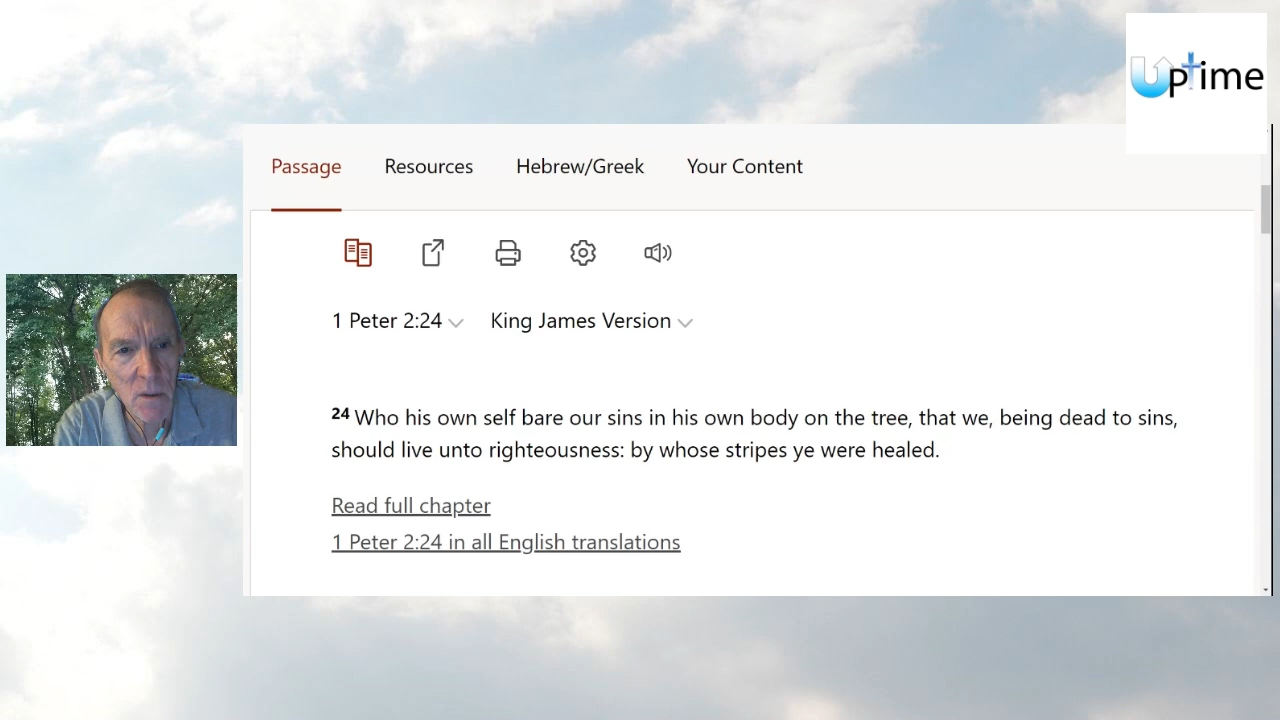 Uptime
Passage Resources Hebrew/Greek Your Content
1 Peter 2:24 King James Version
24 Who his own self bare our sins in his own body on the tree, that we, being dead to sins,
should live unto righteousness: by whose stripes ye were healed.
Read full chapter
1 Peter 2:24 in all English translations